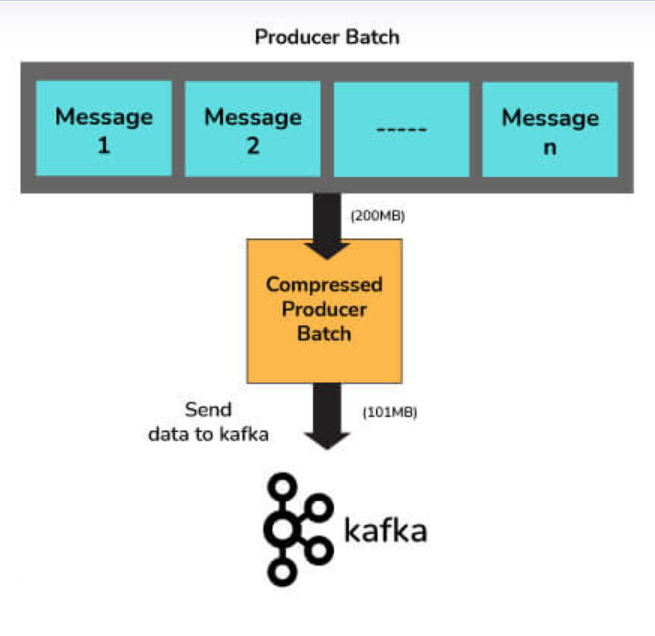 Producer Batch
Message
1
Message
2
-----
Message
n
(200MB)
Compressed
Producer
Batch
Send
data to kafka
(101MB)
kafka